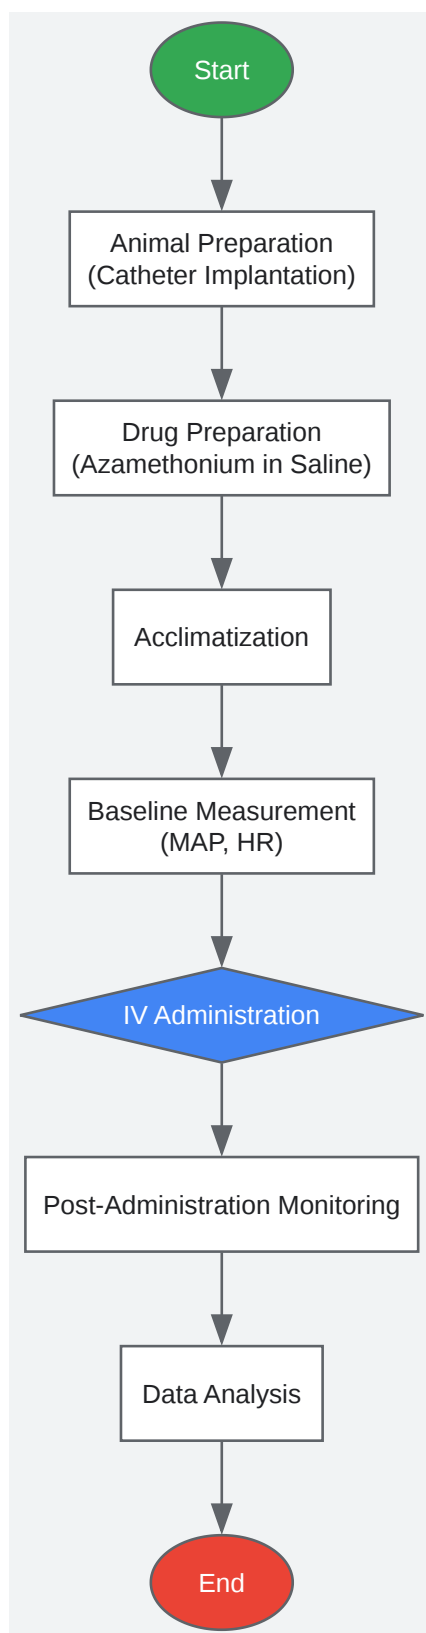 Start
Animal Preparation
(Catheter Implantation)
Drug Preparation
(Azamethonium in Saline)
Acclimatization
Baseline Measurement
(MAP, HR)
IV Administration
Post-Administration Monitoring
Data Analysis
End